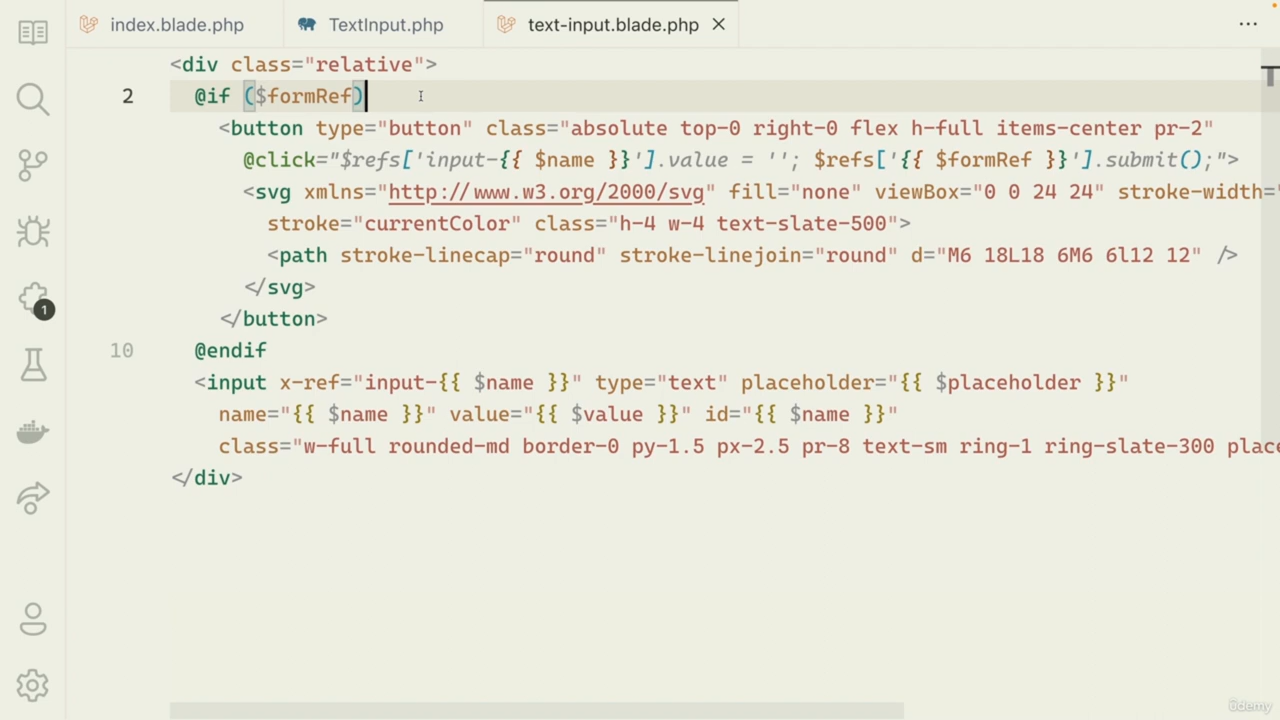 index.blade.php
TextInput.php
text-input.blade.php
<div class="relative">
2 @if ($formRef)
<button type="button" class="absolute top-0 right-0 flex h-full items-center pr-2"
@click="$refs['input-{{ $name }}'].value = ''; $refs['{{ $formRef }}'].submit();">
<svg xmlns="http://www.w3.org/2000/svg" fill="none" viewBox="0 0 24 24" stroke-width="
stroke="currentColor" class="h-4 w-4 text-slate-500">
<path stroke-linecap="round" stroke-linejoin="round" d="M6 18L18 6M6 6l12 12" />
</svg>
</button>
10 @endif
<input x-ref="input-{{ $name }}" type="text" placeholder="{{ $placeholder }}"
name="{{ $name }}" value="{{ $value }}" id="{{ $name }}"
class="w-full rounded-md border-0 py-1.5 px-2.5 pr-8 text-sm ring-1 ring-slate-300 place
</div>
1
T
ûdemy